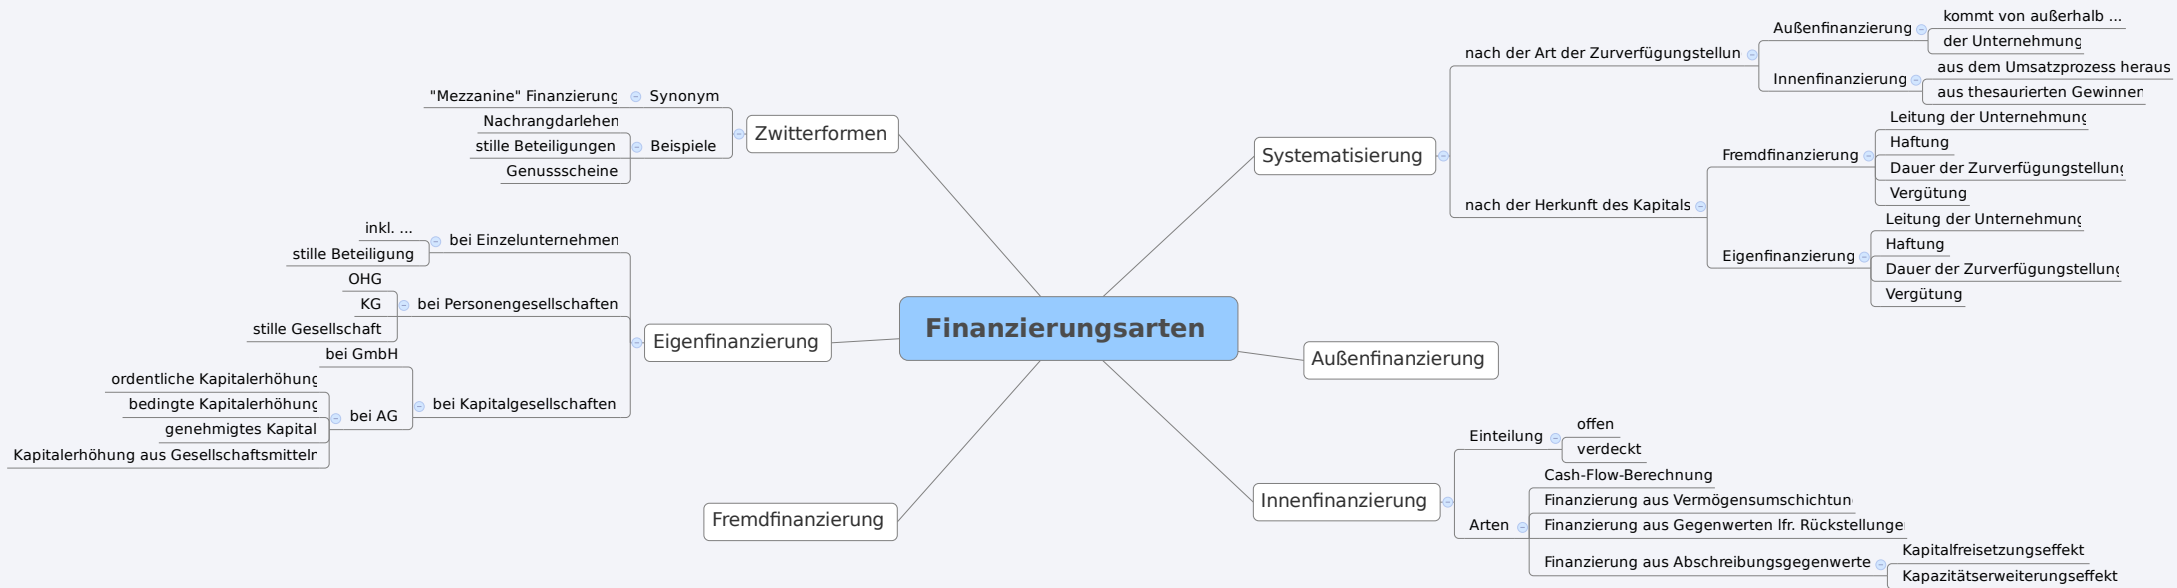 Finanzierungsarten
Systematisierung
nach der Art der Zurverfügungstellun
Außenfinanzierung
kommt von außerhalb ...
der Unternehmung
Innenfinanzierung
aus dem Umsatzprozess heraus
aus thesaurierten Gewinnen
nach der Herkunft des Kapitals
Fremdfinanzierung
Leitung der Unternehmung
Haftung
Dauer der Zurverfügungstellung
Vergütung
Eigenfinanzierung
Leitung der Unternehmung
Haftung
Dauer der Zurverfügungstellung
Vergütung
Außenfinanzierung
Innenfinanzierung
Einteilung
offen
verdeckt
Arten
Cash-Flow-Berechnung
Finanzierung aus Vermögensumschichtun
Finanzierung aus Gegenwerten lfr. Rückstellunge
Finanzierung aus Abschreibungsgegenwerte
Kapitalfreisetzungseffekt
Kapazitätserweiterungseffekt
Zwitterformen
Synonym
"Mezzanine" Finanzierung
Beispiele
Nachrangdarlehen
stille Beteiligungen
Genussscheine
Eigenfinanzierung
bei Einzelunternehmen
inkl. ...
stille Beteiligung
bei Personengesellschaften
OHG
KG
stille Gesellschaft
bei Kapitalgesellschaften
bei GmbH
bei AG
ordentliche Kapitalerhöhung
bedingte Kapitalerhöhung
genehmigtes Kapital
Kapitalerhöhung aus Gesellschaftsmitteln
Fremdfinanzierung